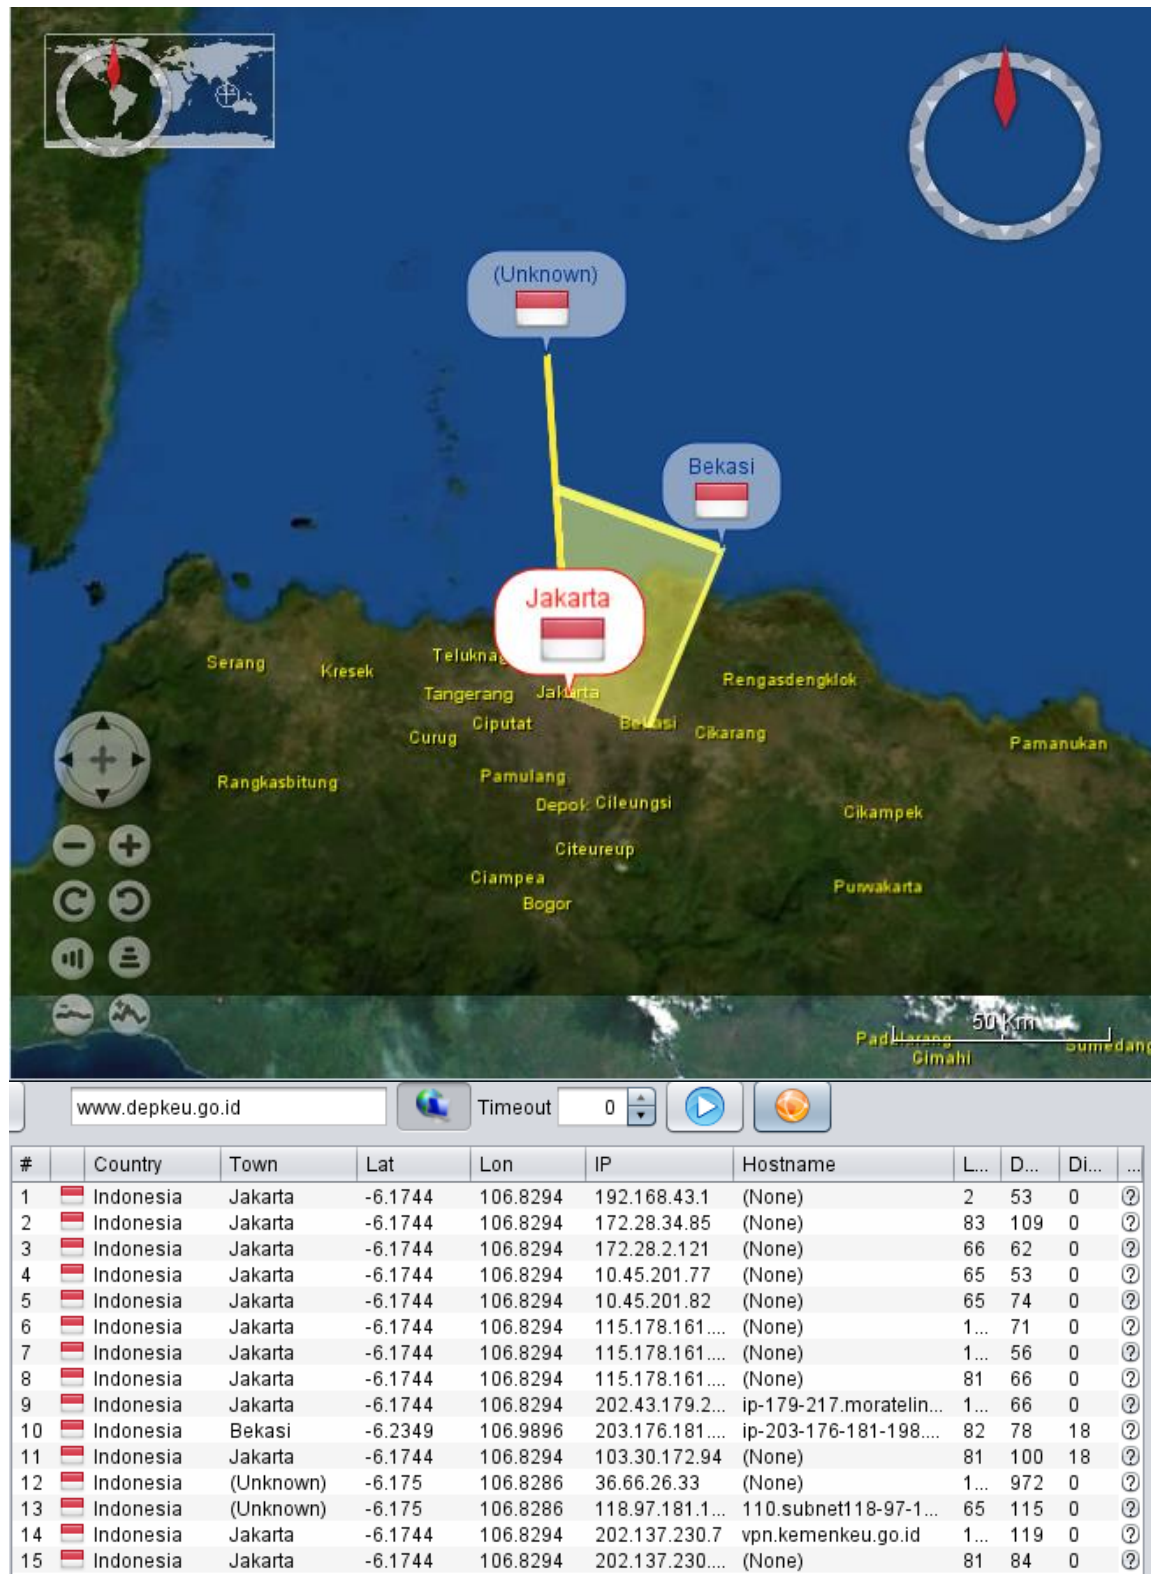 (Unknown)
Bekasi
Jakarta
Serang
Kresek
Tangerang
Jakarta
Rengasdengklok
Curug
Ciputat
Bekasi
Cikarang
Pamanukan
Rangkasbitung
Pamulang
Depok
Cileungsi
Cikampek
Citeureup
Ciampea
Purwakarta
Bogor
50 Km
Padalarang
Sumedang
Cimahi
www.depkeu.go.id Timeout 0
# Country Town Lat Lon IP Hostname L... D... Di... ...
1 Indonesia Jakarta -6.1744 106.8294 192.168.43.1 (None) 2 53 0
2 Indonesia Jakarta -6.1744 106.8294 172.28.34.85 (None) 83 109 0
3 Indonesia Jakarta -6.1744 106.8294 172.28.2.121 (None) 66 62 0
4 Indonesia Jakarta -6.1744 106.8294 10.45.201.77 (None) 65 53 0
5 Indonesia Jakarta -6.1744 106.8294 10.45.201.82 (None) 65 74 0
6 Indonesia Jakarta -6.1744 106.8294 115.178.161.... (None) 1... 71 0
7 Indonesia Jakarta -6.1744 106.8294 115.178.161.... (None) 1... 56 0
8 Indonesia Jakarta -6.1744 106.8294 115.178.161.... (None) 81 66 0
9 Indonesia Jakarta -6.1744 106.8294 202.43.179.2... ip-179-217.moratelin... 1... 66 0
10 Indonesia Bekasi -6.2349 106.9896 203.176.181.... ip-203-176-181-198.... 82 78 18
11 Indonesia Jakarta -6.1744 106.8294 103.30.172.94 (None) 81 100 18
12 Indonesia (Unknown) -6.175 106.8286 36.66.26.33 (None) 1... 972 0
13 Indonesia (Unknown) -6.175 106.8286 118.97.181.1... 110.subnet118-97-1... 65 115 0
14 Indonesia Jakarta -6.1744 106.8294 202.137.230.7 vpn.kemenkeu.go.id 1... 119 0
15 Indonesia Jakarta -6.1744 106.8294 202.137.230.... (None) 81 84 0